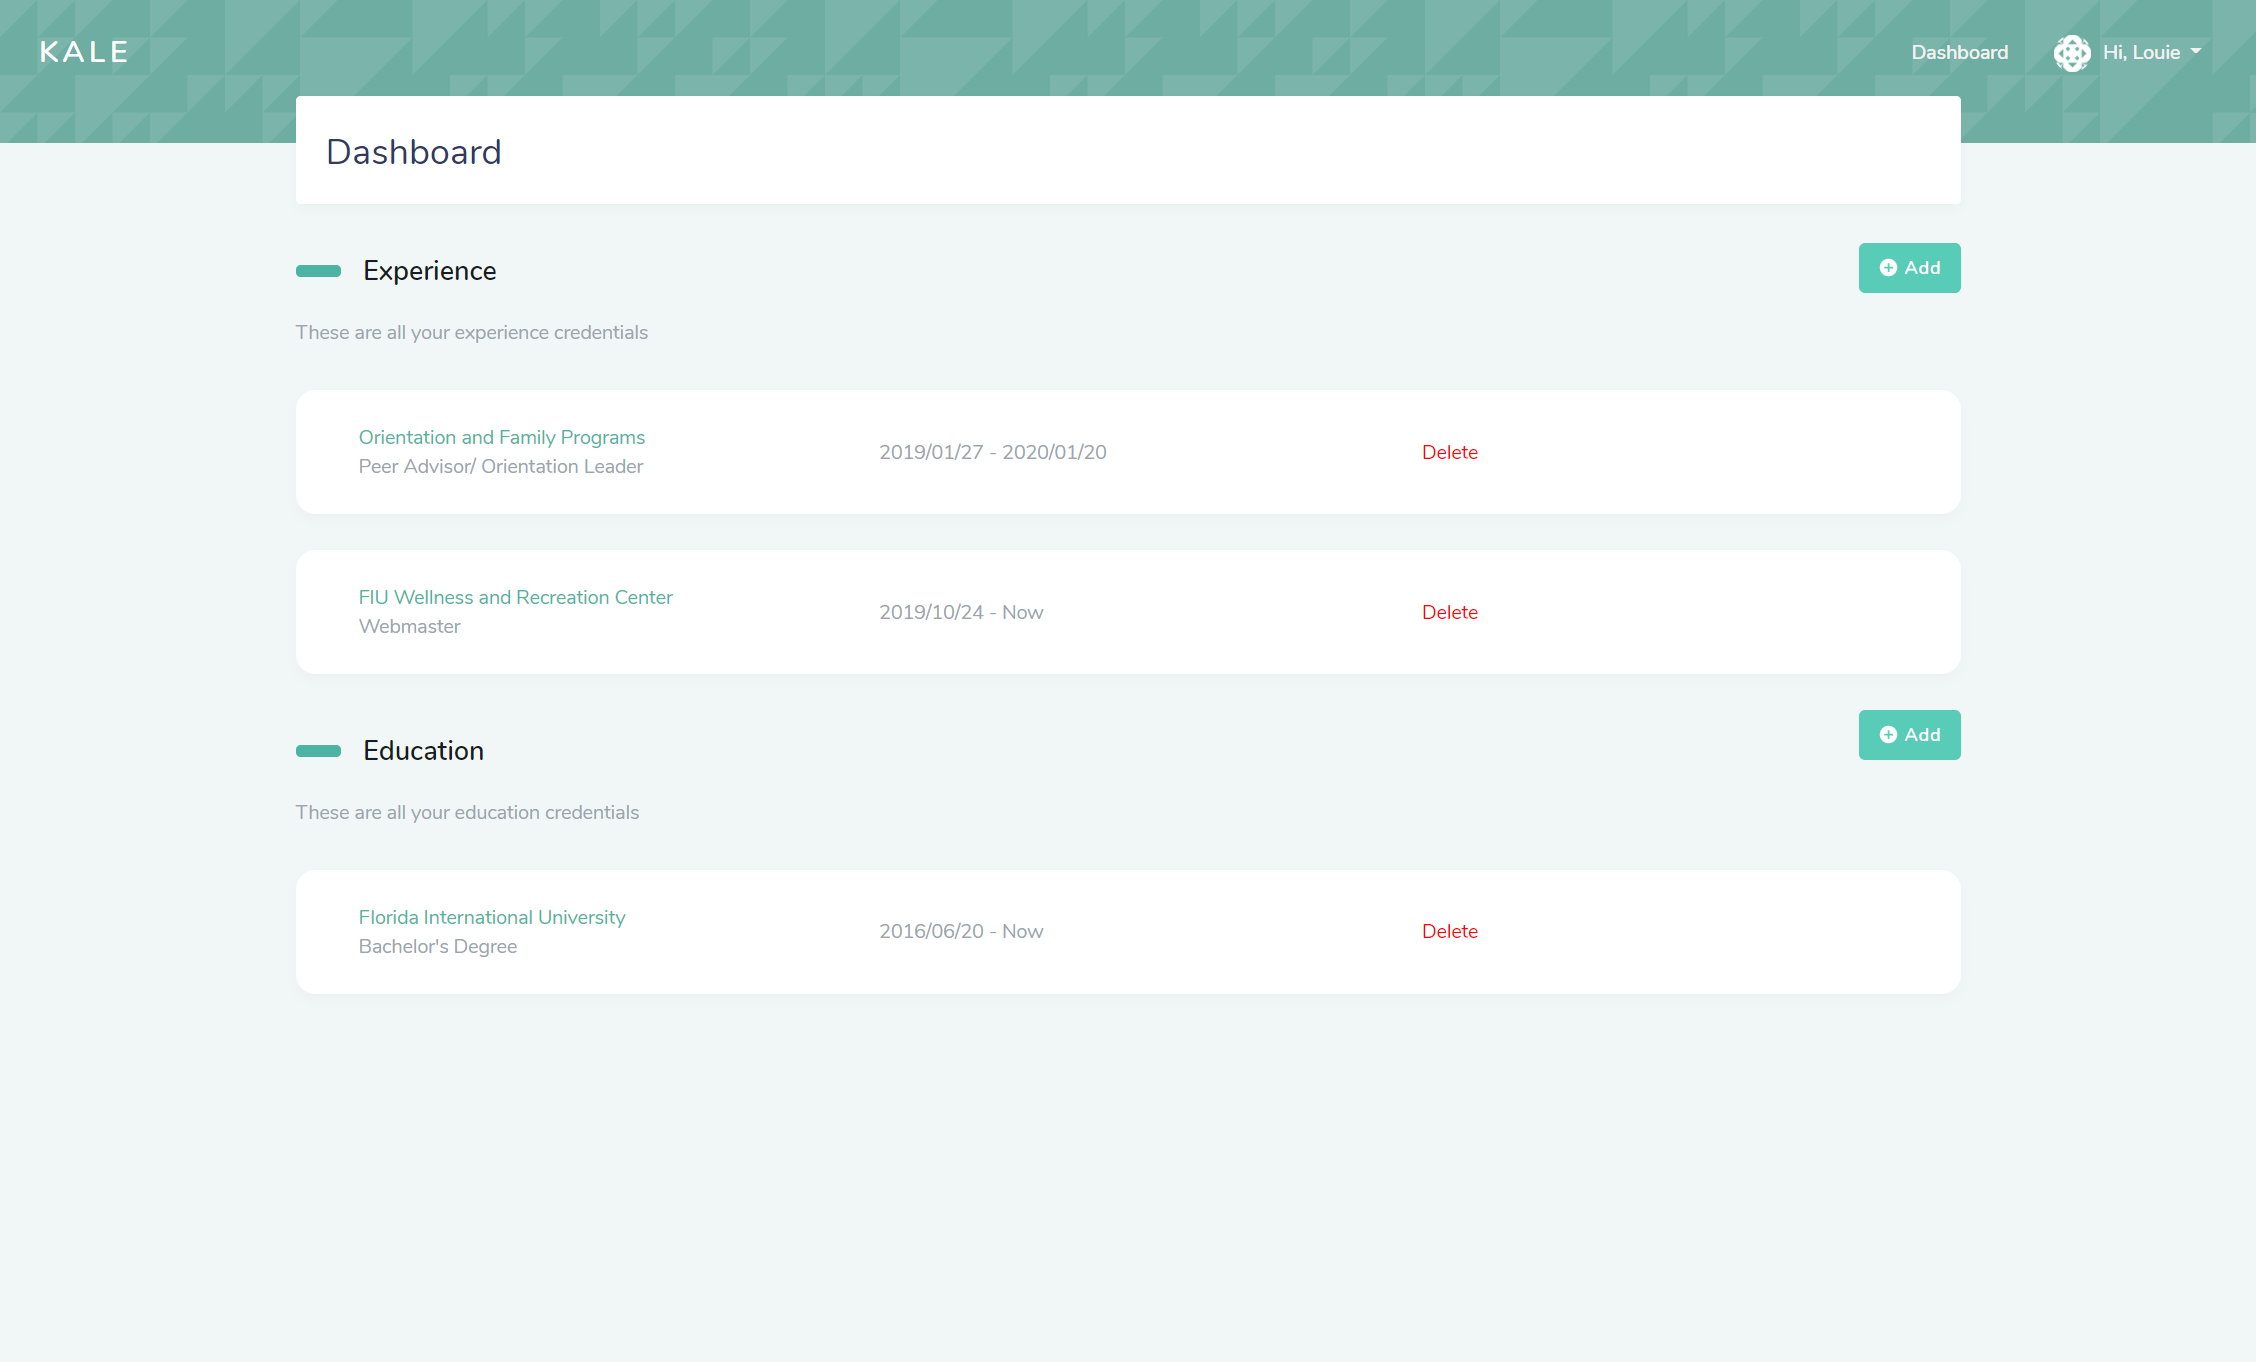 KALE
Dashboard
Hi, Louie
Dashboard
Experience
Add
These are all your experience credentials
Orientation and Family Programs
Peer Advisor/ Orientation Leader
2019/01/27 - 2020/01/20
Delete
FIU Wellness and Recreation Center
Webmaster
2019/10/24 - Now
Delete
Education
Add
These are all your education credentials
Florida International University
Bachelor's Degree
2016/06/20 - Now
Delete